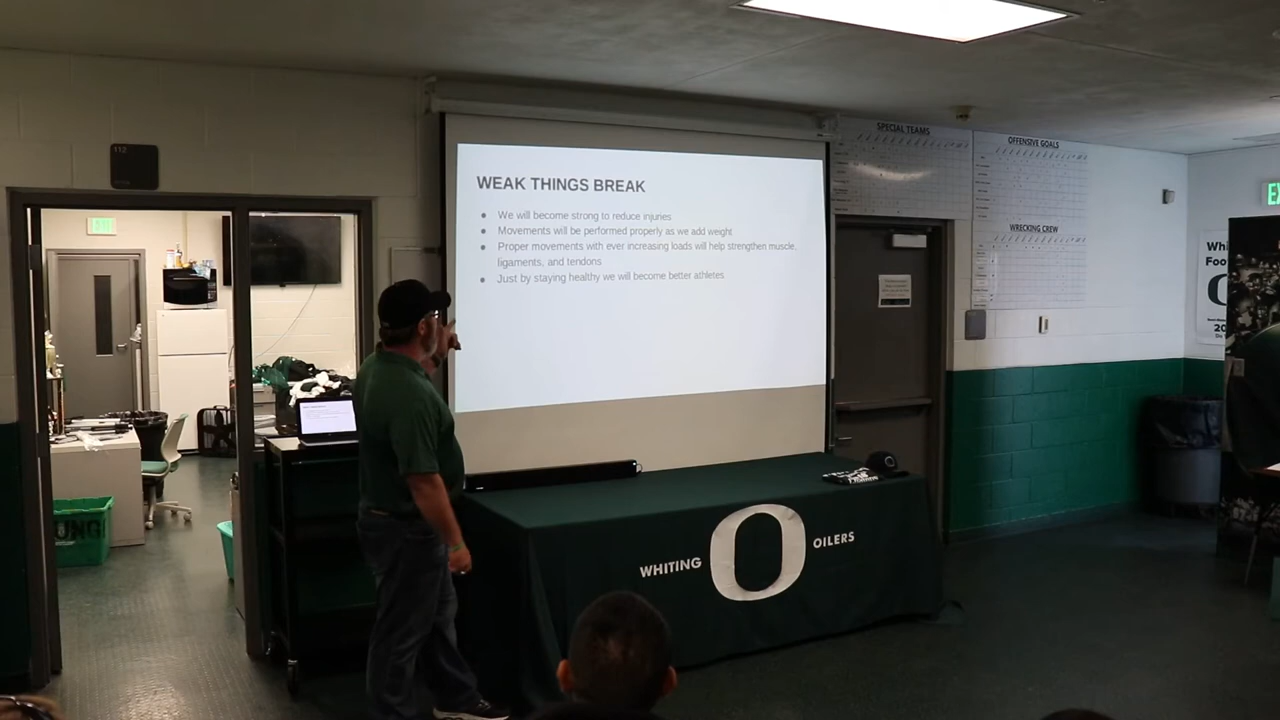 112
EXIT
WEAK THINGS BREAK
● We will become strong to reduce injuries
● Movements will be performed properly as we add weight
● Proper movements with ever increasing loads will help strengthen muscle,
ligaments, and tendons
● Just by staying healthy we will become better athletes
SPECIAL TEAMS
OFFENSIVE GOALS
WRECKING CREW
WHITING
O
OILERS